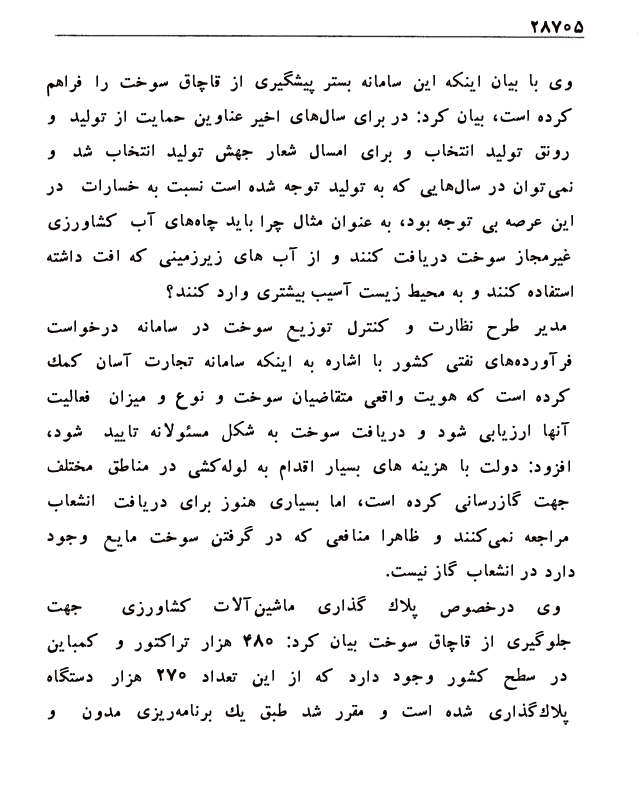 ۲۸۷۰۵
وی با بیان اینکه این سامانه بستر پیشگیری از قاچاق سوخت را فراهم
کرده است، بیان کرد: در برای سال‌های اخیر عناوین حمایت از تولید و
رونق تولید انتخاب و برای امسال شعار جهش تولید انتخاب شد و
نمی‌توان در سال‌هایی که به تولید توجه شده است نسبت به خسارات در
این عرصه بی توجه بود، به عنوان مثال چرا باید چاه‌های آب کشاورزی
غیرمجاز سوخت دریافت کنند و از آب های زیرزمینی که افت داشته
استفاده کنند و به محیط زیست آسیب بیشتری وارد کنند؟
مدیر طرح نظارت و کنترل توزیع سوخت در سامانه درخواست
فرآورده‌های نفتی کشور با اشاره به اینکه سامانه تجارت آسان کمك
کرده است که هویت واقعی متقاضیان سوخت و نوع و میزان فعالیت
آنها ارزیابی شود و دریافت سوخت به شکل مسئولانه تایید شود،
افزود: دولت با هزینه های بسیار اقدام به لوله‌کشی در مناطق مختلف
جهت گازرسانی کرده است، اما بسیاری هنوز برای دریافت انشعاب
مراجعه نمی‌کنند و ظاهرا منافعی که در گرفتن سوخت مایع وجود
دارد در انشعاب گاز نیست.
وی درخصوص پلاك گذاری ماشین‌آلات کشاورزی جهت
جلوگیری از قاچاق سوخت بیان کرد: ۴۸۰ هزار تراکتور و کمباین
در سطح کشور وجود دارد که از این تعداد ۲۷۰ هزار دستگاه
پلاك‌گذاری شده است و مقرر شد طبق یك برنامه‌ریزی مدون و